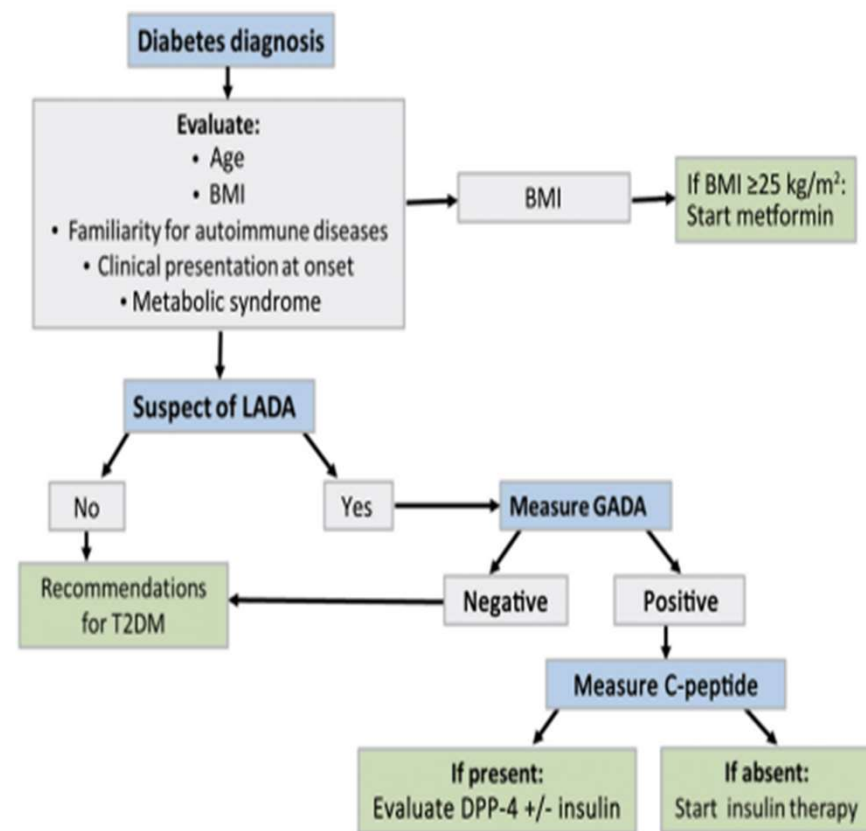 Diabetes diagnosis
Evaluate:
• Age
• BMI
• Familiarity for autoimmune diseases
• Clinical presentation at onset
• Metabolic syndrome
BMI
If BMI ≥25 kg/m²:
Start metformin
Suspect of LADA
No
Yes
Measure GADA
Recommendations
for T2DM
Negative
Positive
Measure C-peptide
If present:
Evaluate DPP-4 +/- insulin
If absent:
Start insulin therapy